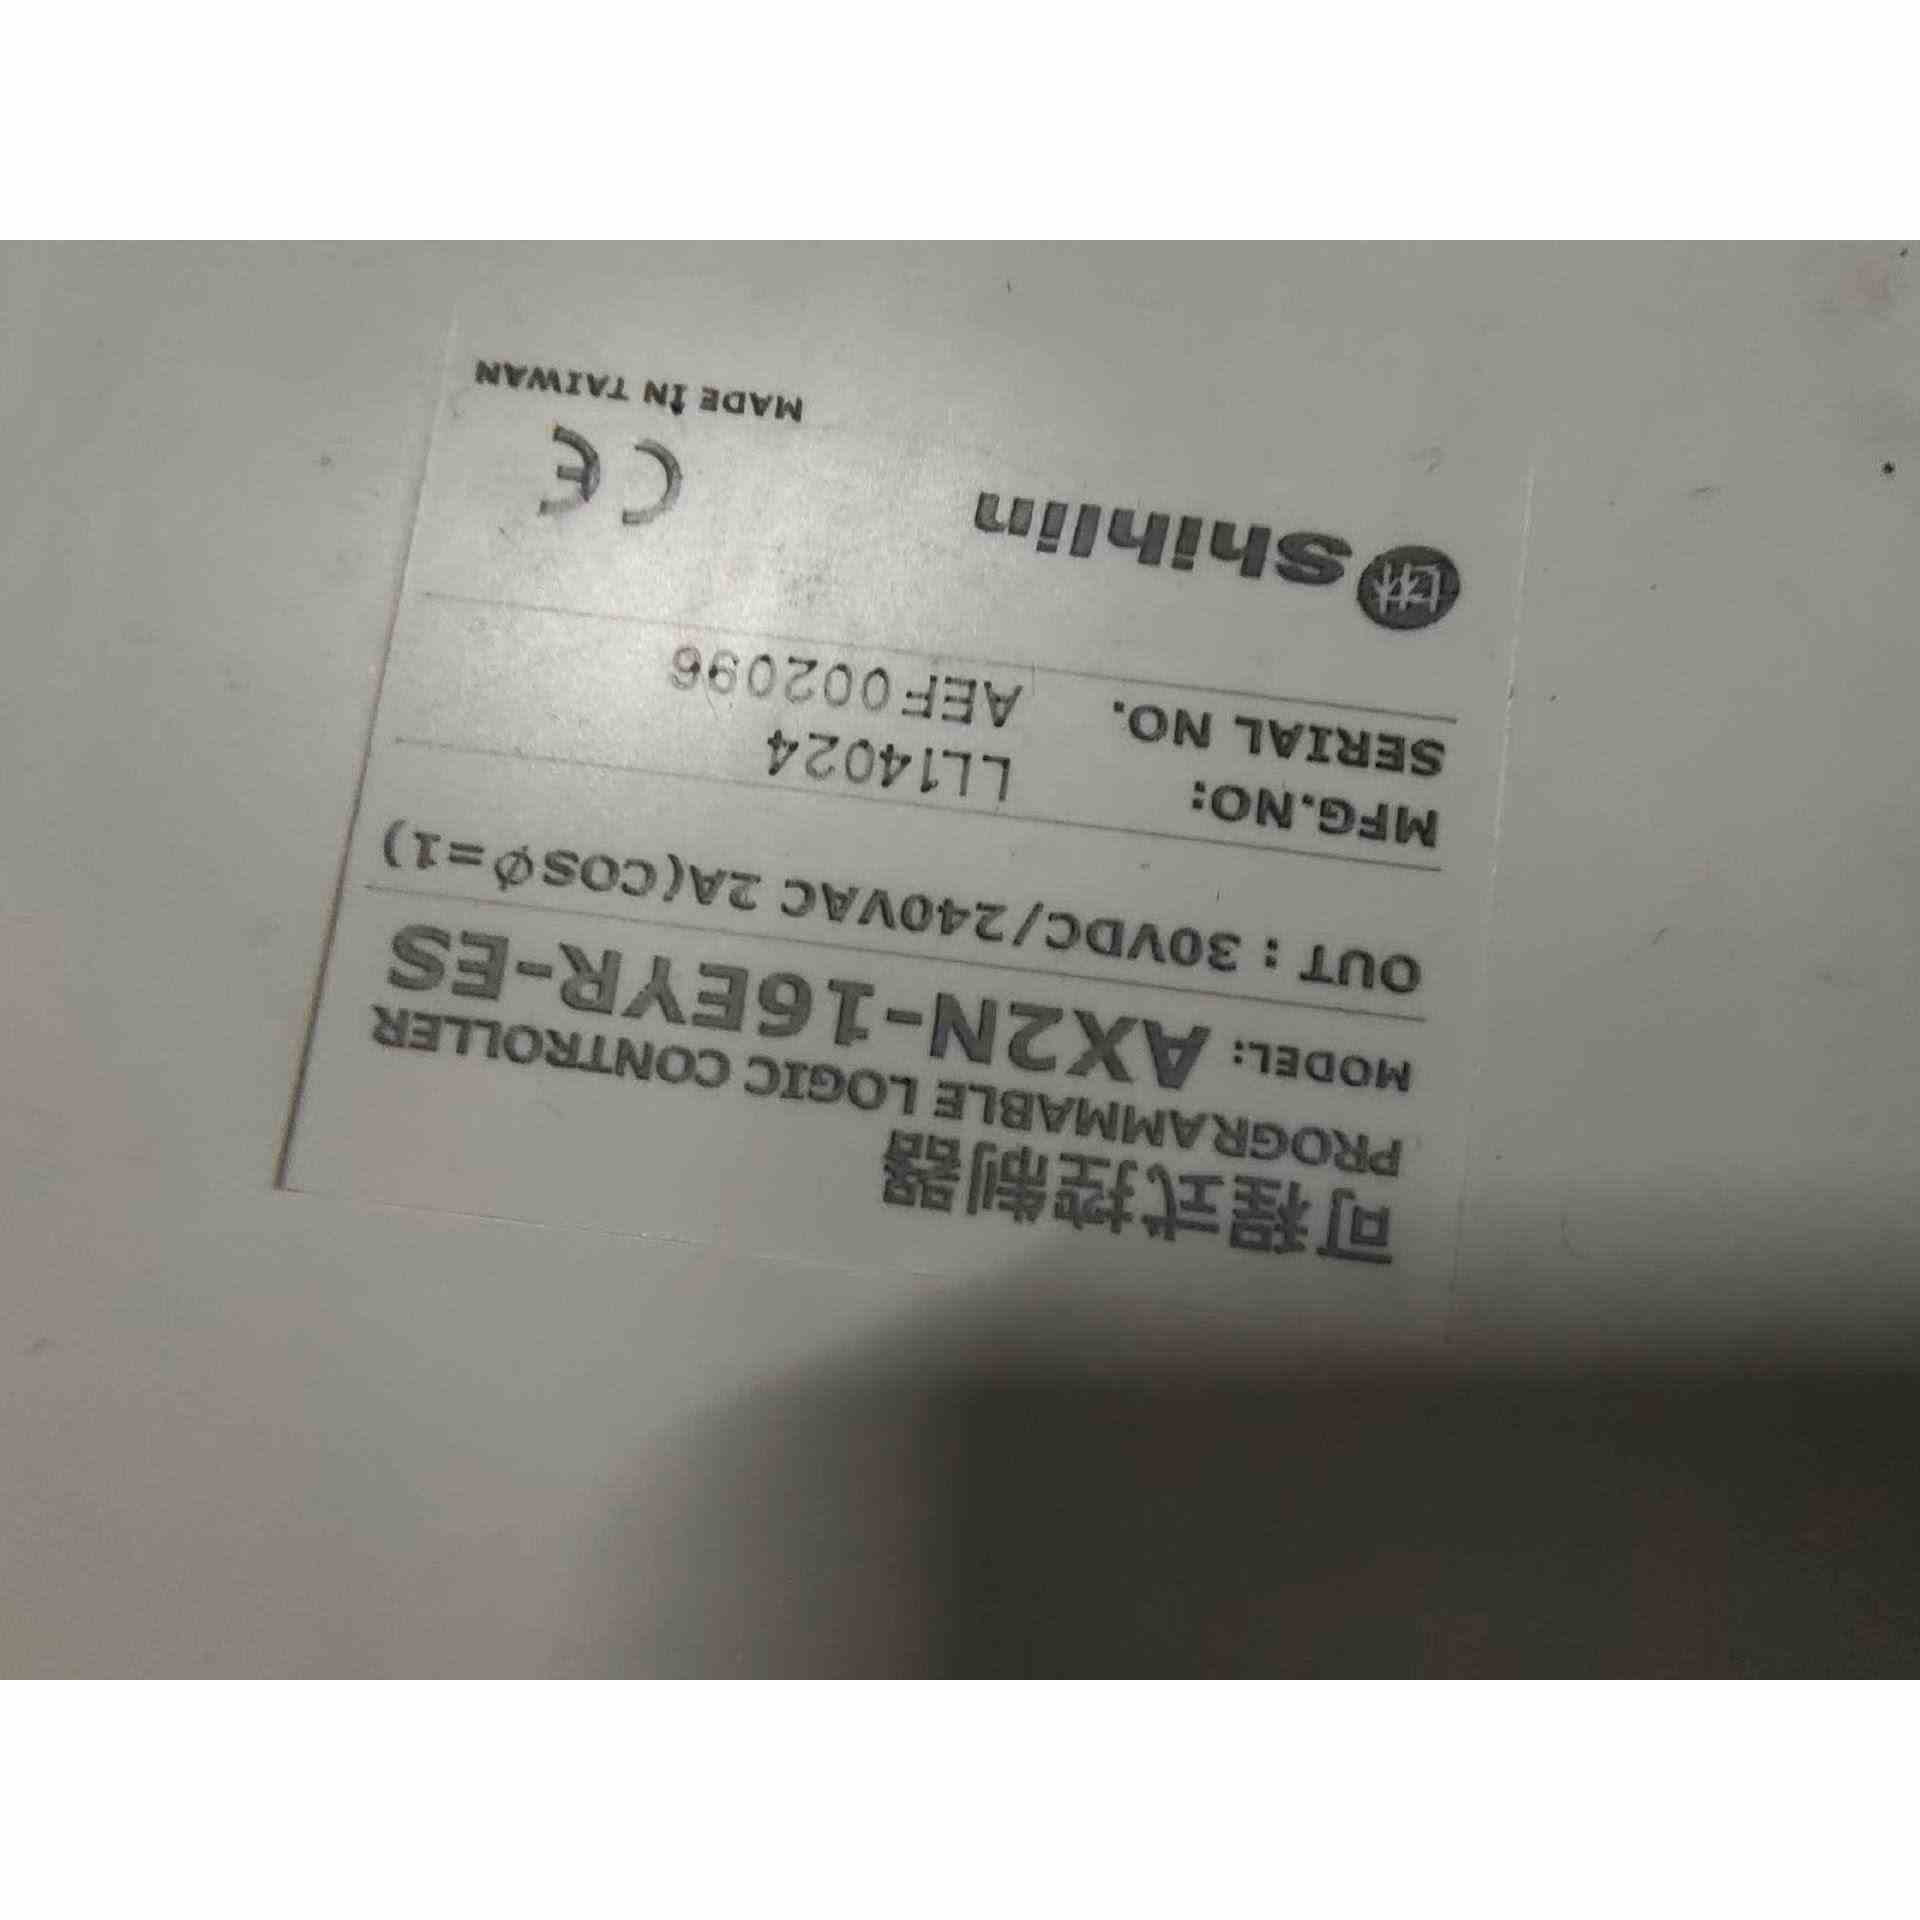 可程式控制器
PROGRAMMABLE LOGIC CONTROLLER
MODEL: AX2N-16EYR-ES
OUT : 30VDC/240VAC 2A(COSØ=1)
MFG.NO: LL14024
SERIAL NO. AEF002096
Shihlin CE
MADE IN TAIWAN